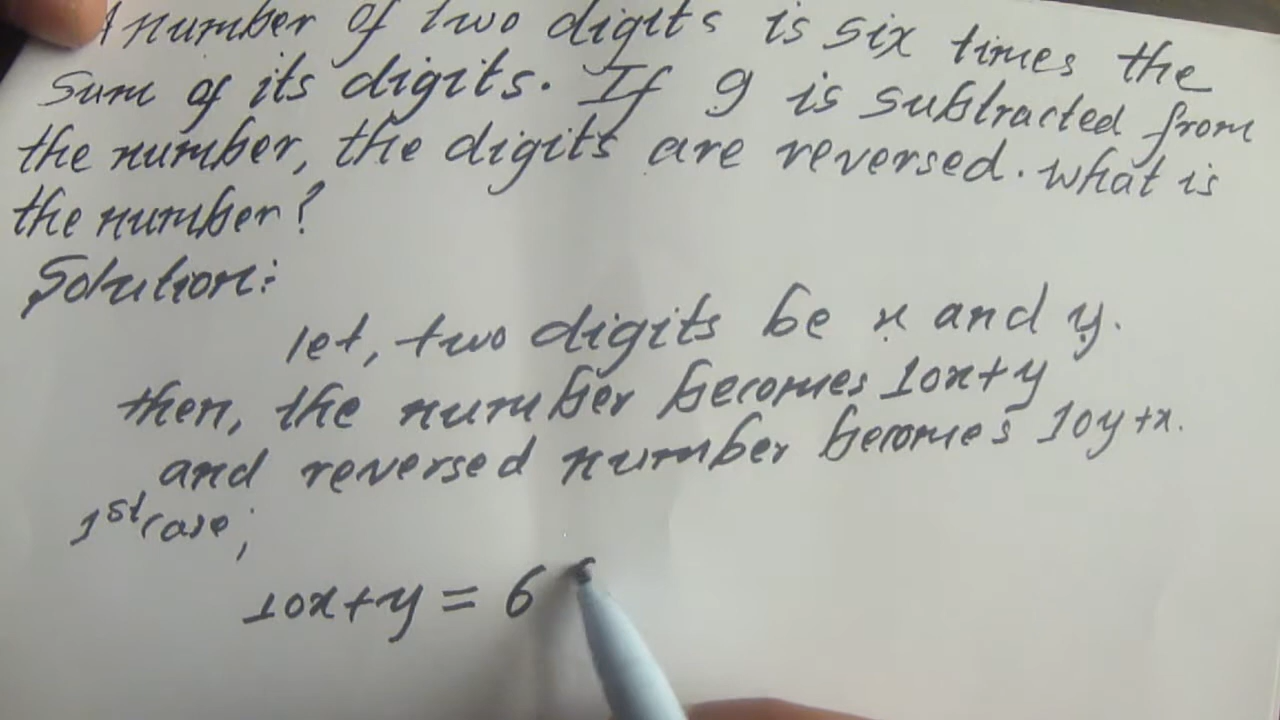 A number of two digits is six times the
sum of its digits. If 9 is subtracted from
the number, the digits are reversed. what is
the number?
Solution:
let, two digits be x and y.
then, the number becomes 10x+y
and reversed number becomes 10y+x.
1st case;
10x+y = 6